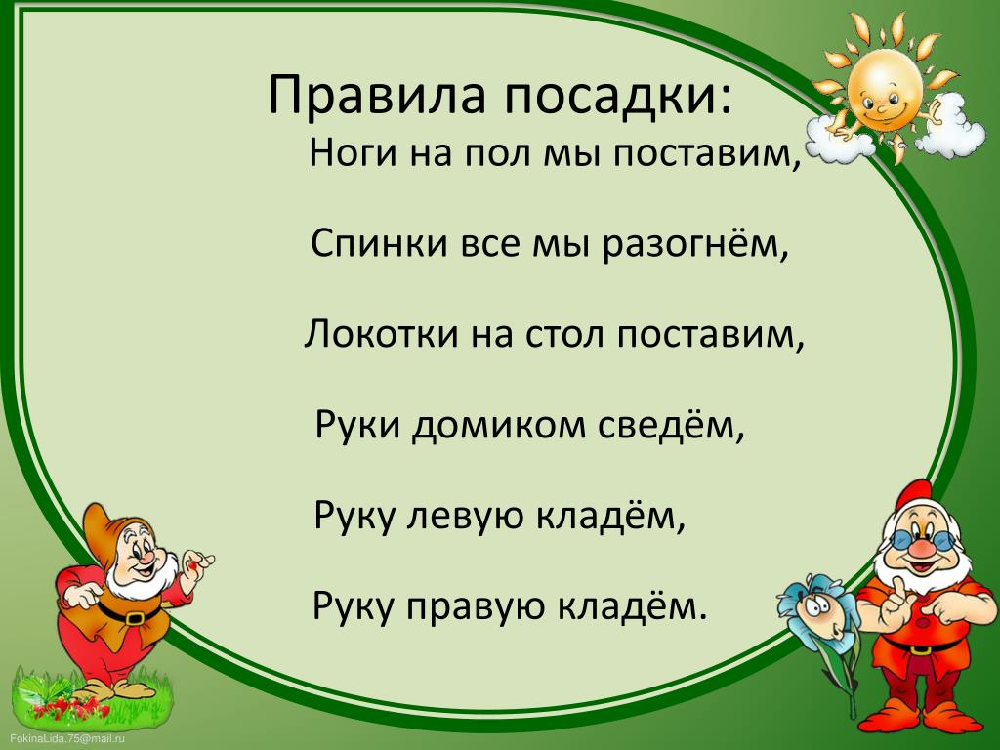 Правила посадки:
Ноги на пол мы поставим,
Спинки все мы разогнём,
Локотки на стол поставим,
Руки домиком сведём,
Руку левую кладём,
Руку правую кладём.
FokinaLida.75@mail.ru